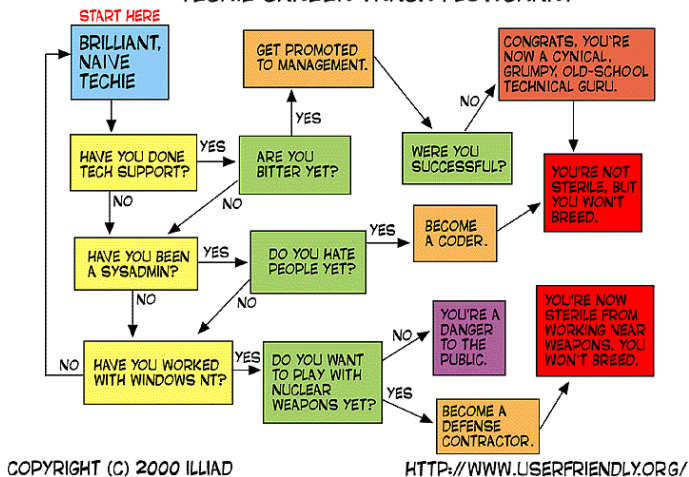 TECHIE CAREER TRACK FLOWCHART
START HERE
BRILLIANT,
NAIVE
TECHIE
GET PROMOTED
TO MANAGEMENT.
CONGRATS, YOU'RE
NOW A CYNICAL,
GRUMPY, OLD-SCHOOL
TECHNICAL GURU.
NO
YES
HAVE YOU DONE
TECH SUPPORT?
YES
ARE YOU
BITTER YET?
WERE YOU
SUCCESSFUL?
YOU'RE NOT
STERILE, BUT
YOU WON'T
BREED.
NO
NO
HAVE YOU BEEN
A SYSADMIN?
YES
DO YOU HATE
PEOPLE YET?
YES
BECOME
A CODER.
NO
NO
YOU'RE NOW
STERILE FROM
WORKING NEAR
WEAPONS. YOU
WON'T BREED.
NO
HAVE YOU WORKED
WITH WINDOWS NT?
YES
DO YOU WANT
TO PLAY WITH
NUCLEAR
WEAPONS YET?
NO
YOU'RE A
DANGER
TO THE
PUBLIC.
YES
BECOME A
DEFENSE
CONTRACTOR.
COPYRIGHT (C) 2000 ILLIAD
HTTP://WWW.USERFRIENDLY.ORG/